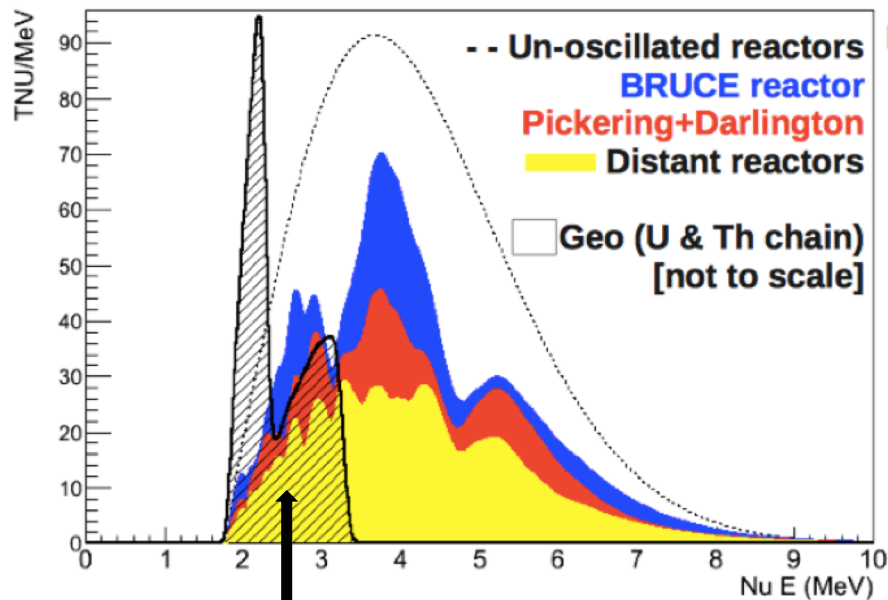 TNU/MeV
90
80
70
60
50
40
30
20
10
0
- - Un-oscillated reactors
BRUCE reactor
Pickering+Darlington
Distant reactors
Geo (U & Th chain)
[not to scale]
0 1 2 3 4 5 6 7 8 9 10
Nu E (MeV)